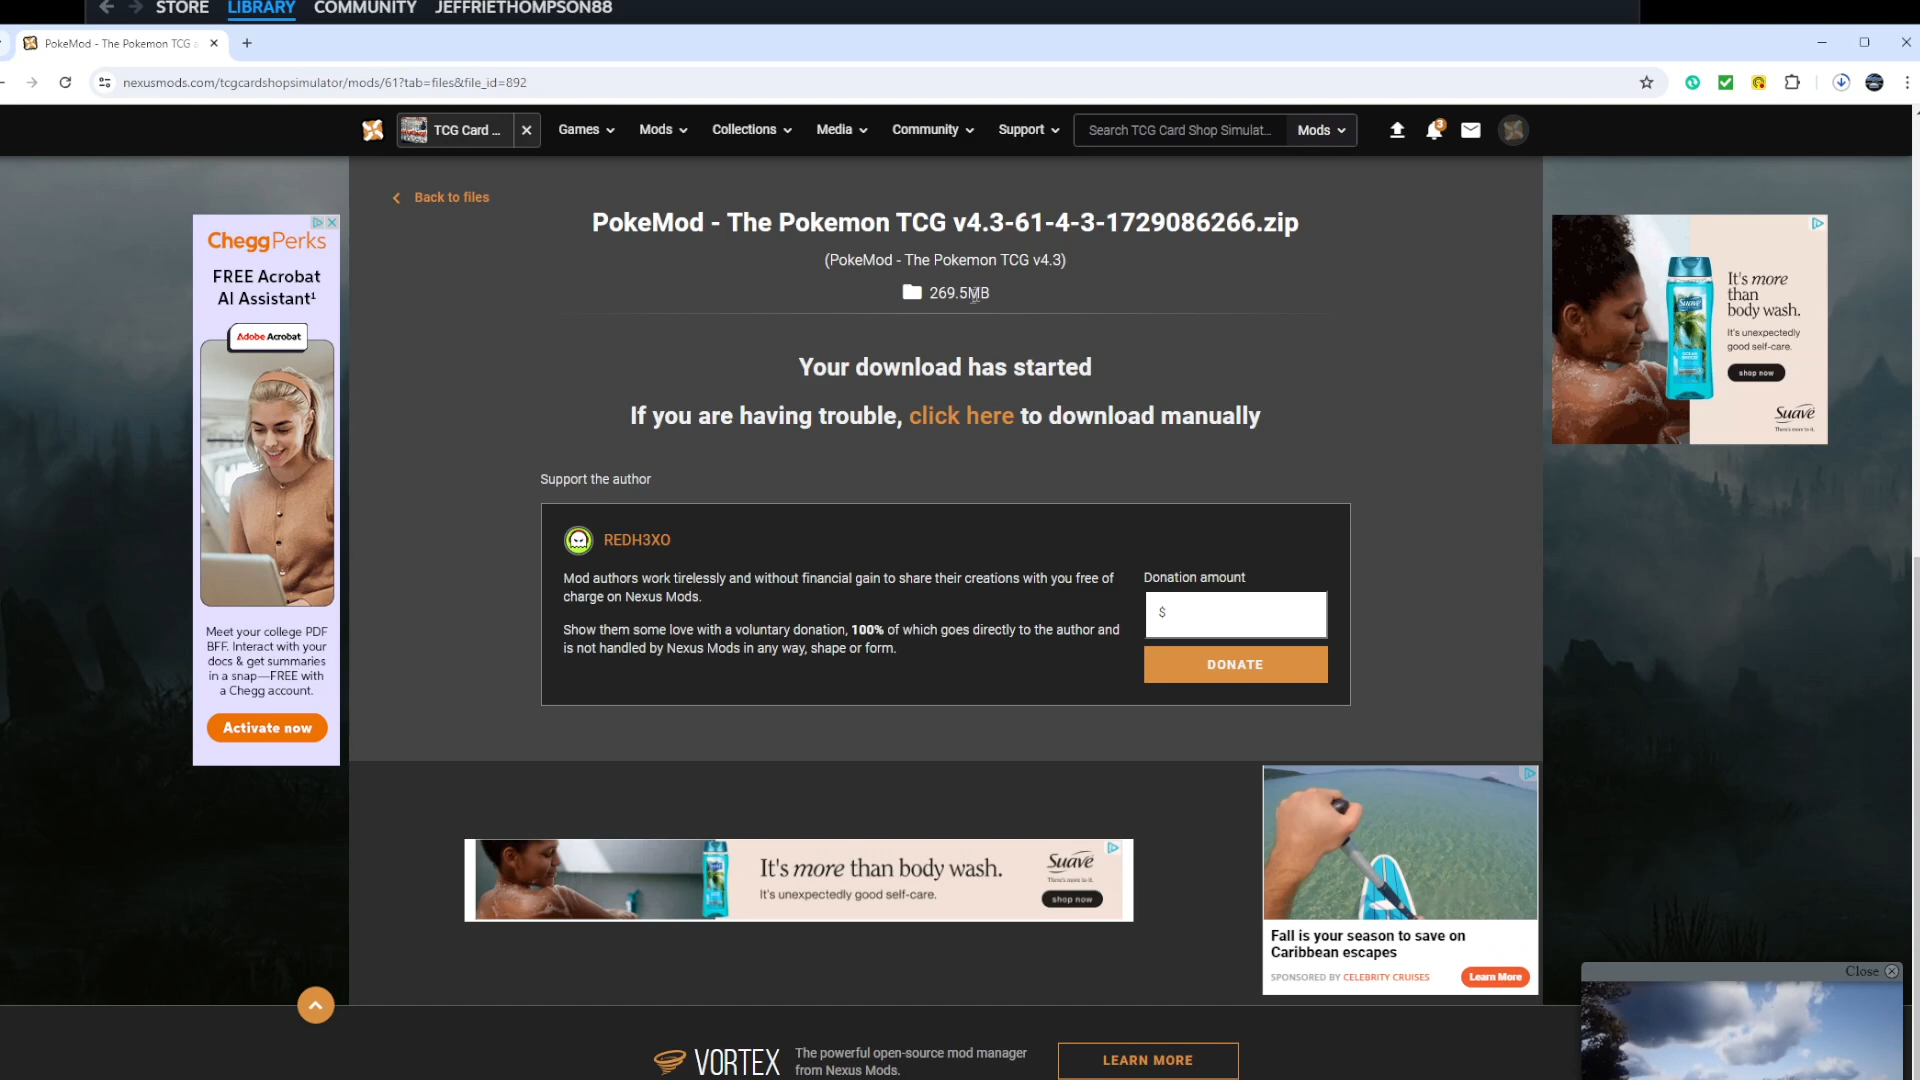 STORE LIBRARY COMMUNITY JEFFRIETHOMPSON88
PokeMod - The Pokemon TCG
nexusmods.com/tcgcardshopsimulator/mods/61?tab=files&file_id=892
TCG Card ... Games Mods Collections Media Community Support Search TCG Card Shop Simulat... Mods 3
Back to files
PokeMod - The Pokemon TCG v4.3-61-4-3-1729086266.zip
(PokeMod - The Pokemon TCG v4.3)
269.5MB
Your download has started
If you are having trouble, click here to download manually
Support the author
REDH3XO
Mod authors work tirelessly and without financial gain to share their creations with you free of
charge on Nexus Mods.
Show them some love with a voluntary donation, 100% of which goes directly to the author and
is not handled by Nexus Mods in any way, shape or form.
Donation amount
$
DONATE
CheggPerks
FREE Acrobat
AI Assistant¹
Adobe Acrobat
Meet your college PDF
BFF. Interact with your
docs & get summaries
in a snap—FREE with
a Chegg account.
Activate now
It's more
than
body wash.
It's unexpectedly
good self-care.
shop now
Suave
There's more to it.
It's more than body wash.
It's unexpectedly good self-care.
Suave
There's more to it.
shop now
Fall is your season to save on
Caribbean escapes
SPONSORED BY CELEBRITY CRUISES
Learn More
Close
VORTEX
The powerful open-source mod manager
from Nexus Mods.
LEARN MORE